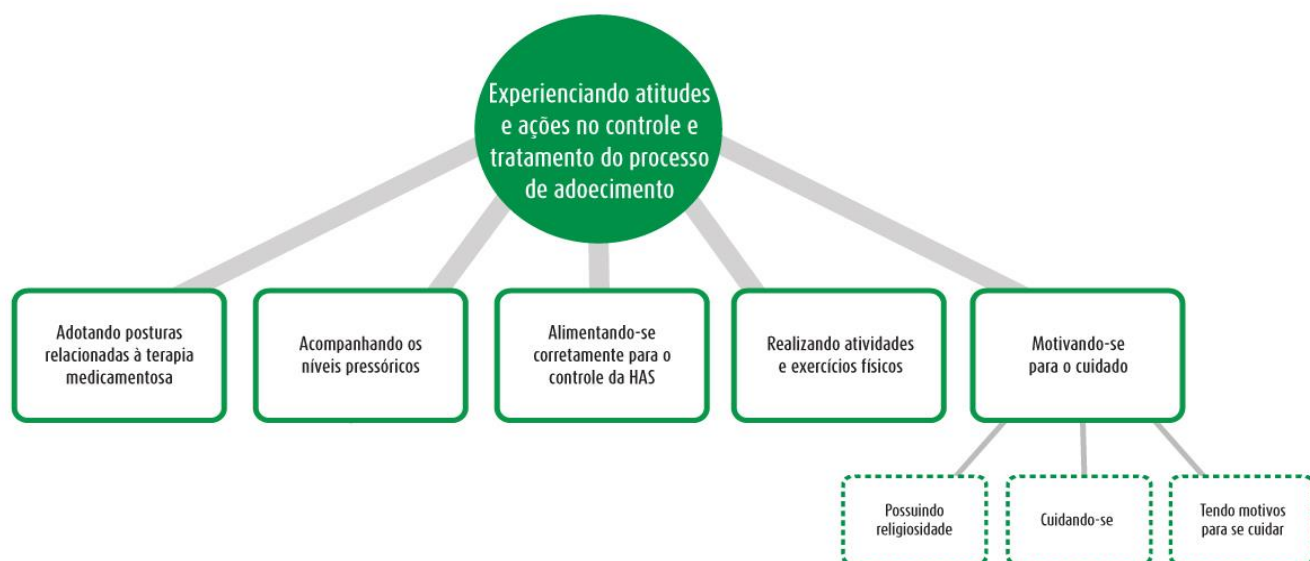 Experienciando atitudes
e ações no controle e
tratamento do processo
de adoecimento
Adotando posturas
relacionadas à terapia
medicamentosa
Acompanhando os
níveis pressóricos
Alimentando-se
corretamente para o
controle da HAS
Realizando atividades
e exercícios físicos
Motivando-se
para o cuidado
Possuindo
religiosidade
Cuidando-se
Tendo motivos
para se cuidar